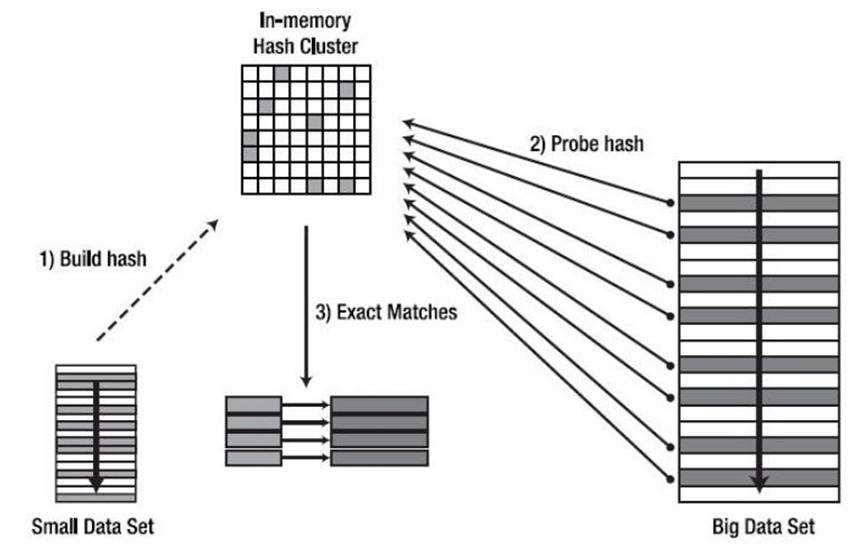 In-memory
Hash Cluster
2) Probe hash
1) Build hash
3) Exact Matches
Small Data Set
Big Data Set